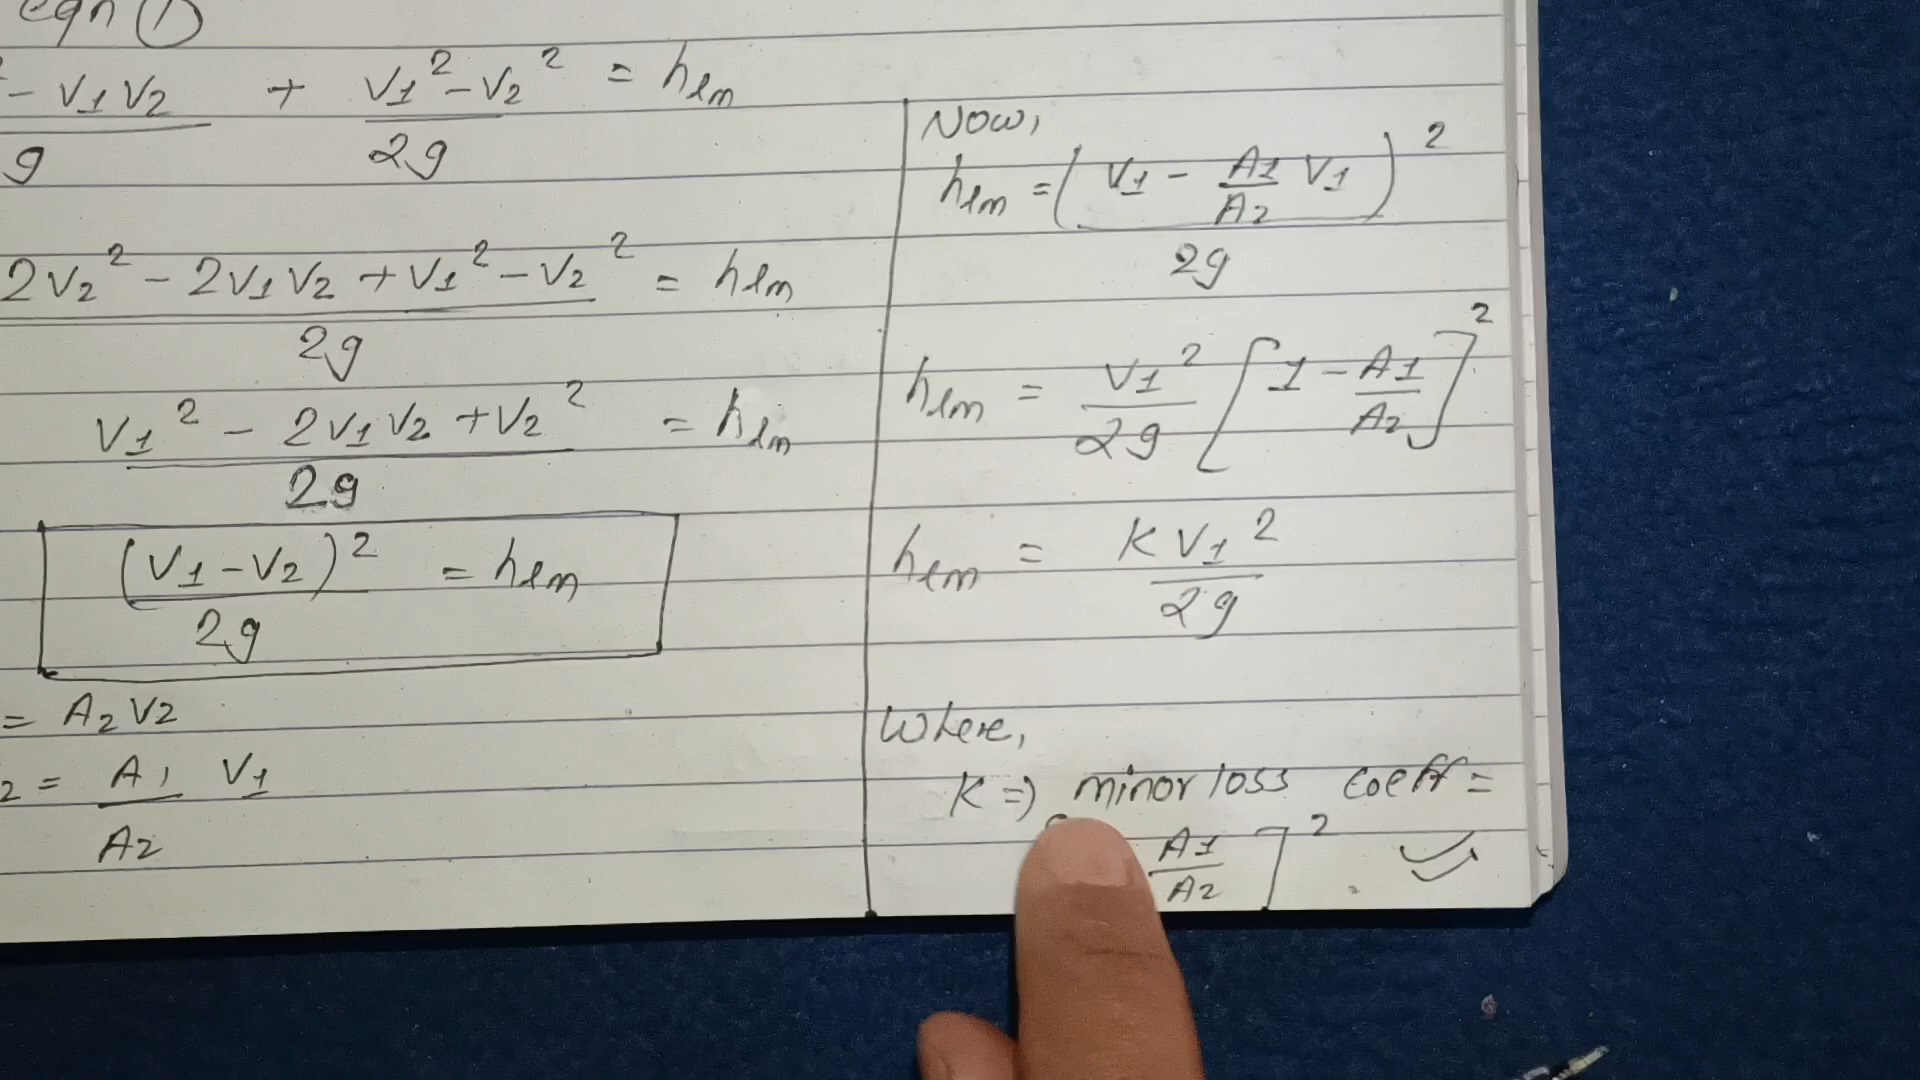 eqn ①
- V1 V2 / g + V1² - V2² / 2g = hlm
2V2² - 2V1 V2 + V1² - V2² / 2g = hlm
V1² - 2V1 V2 + V2² / 2g = hlm
(V1 - V2)² / 2g = hlm
= A2 V2
2 = A1 / A2 V1
Now,
hlm = (V1 - A1/A2 V1)² / 2g
hlm = V1² / 2g [1 - A1/A2]²
hlm = K V1² / 2g
Where,
K => minor loss coeff =
A1/A2]²